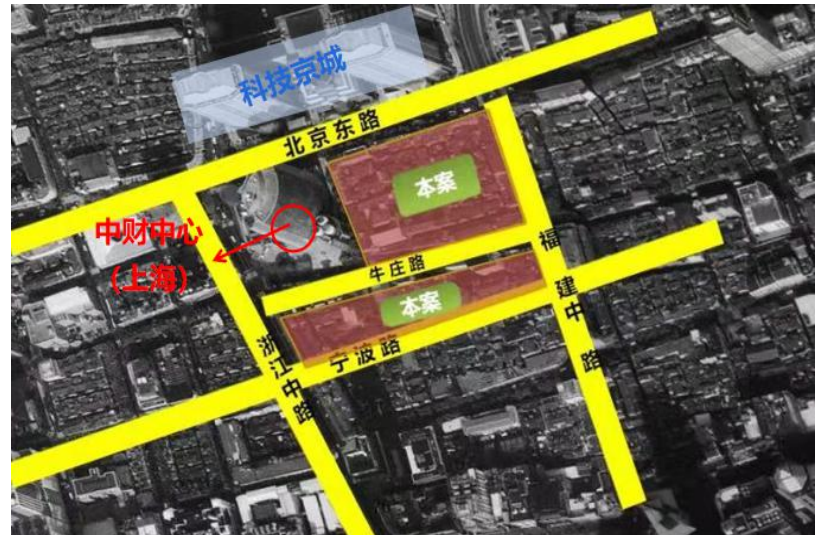 科技京城
北京东路
本案
中财中心
（上海）
牛庄路
福建中路
本案
宁波路
浙江中路